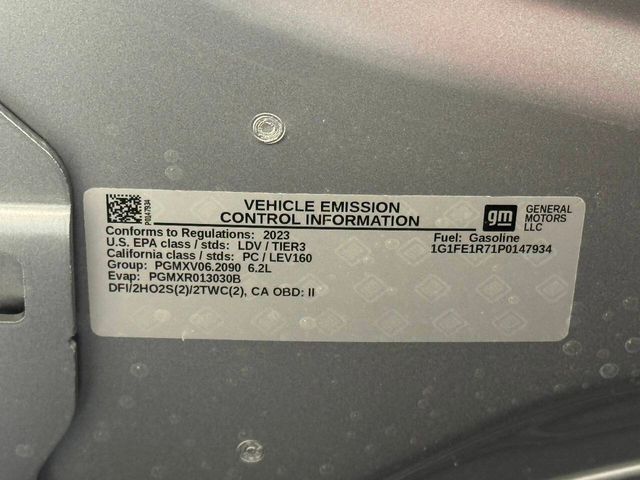 P0147934
VEHICLE EMISSION
CONTROL INFORMATION
gm
GENERAL
MOTORS
LLC
Conforms to Regulations: 2023
U.S. EPA class / stds: LDV / TIER3
California class / stds: PC / LEV160
Group: PGMXV06.2090 6.2L
Evap: PGMXR013030B
DFI/2HO2S(2)/2TWC(2), CA OBD: II
Fuel: Gasoline
1G1FE1R71P0147934